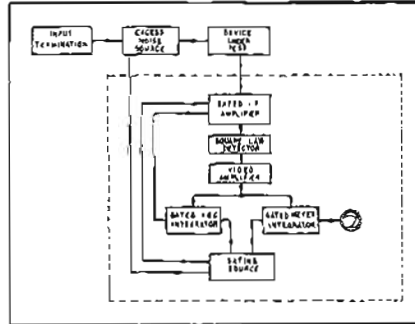 INPUT
TERMINATION
EXCESS
NOISE
SOURCE
DEVICE
UNDER
TEST
GATED I-F
AMPLIFIER
SQUARE LAW
DETECTOR
VIDEO
AMPLIFIER
GATED AGC
INTEGRATOR
GATED METER
INTEGRATOR
GATING
SOURCE